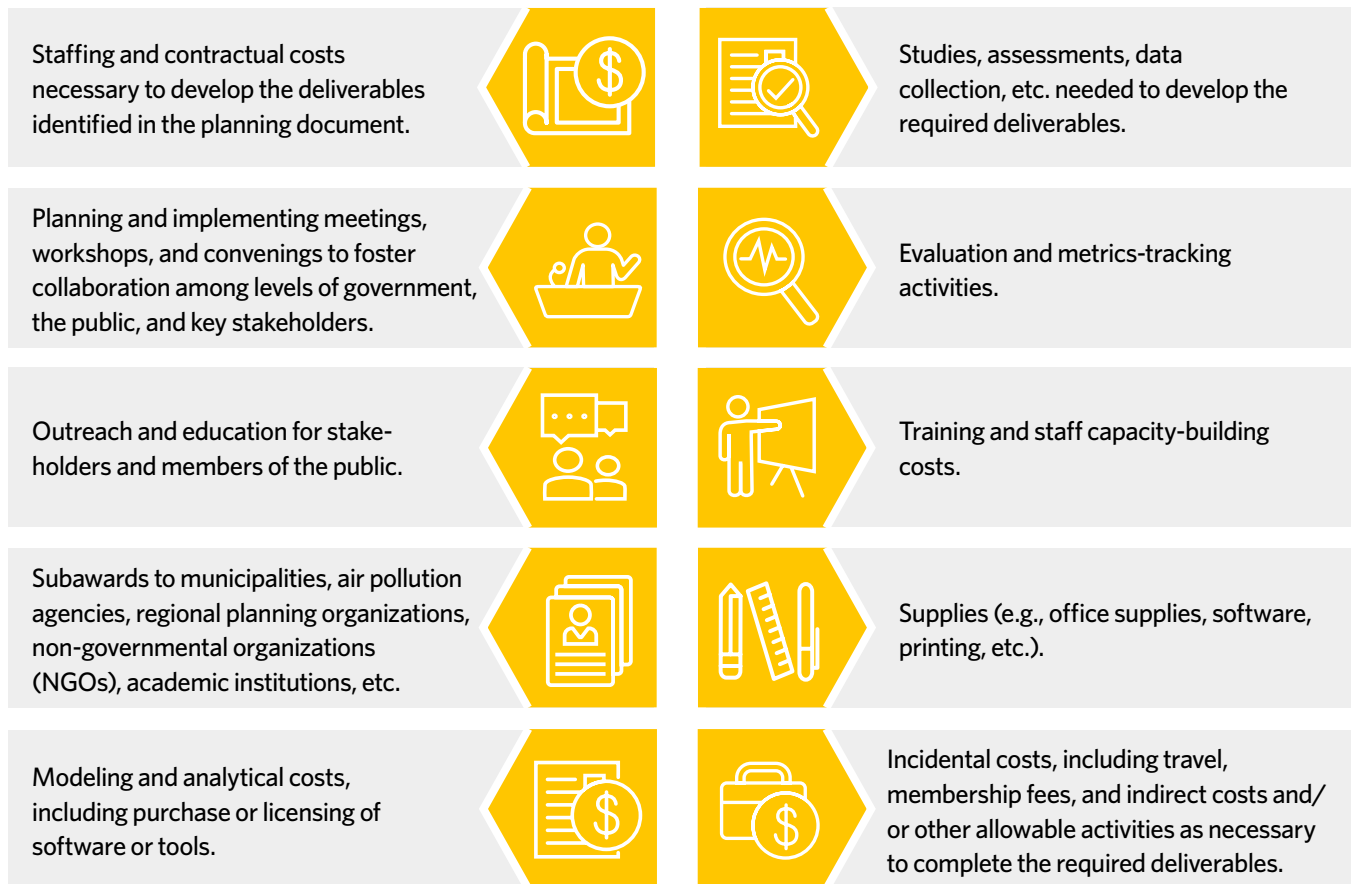 Staffing and contractual costs
necessary to develop the deliverables
identified in the planning document.
Studies, assessments, data
collection, etc. needed to develop the
required deliverables.
Planning and implementing meetings,
workshops, and convenings to foster
collaboration among levels of government,
the public, and key stakeholders.
Evaluation and metrics-tracking
activities.
Outreach and education for stake-
holders and members of the public.
Training and staff capacity-building
costs.
Subawards to municipalities, air pollution
agencies, regional planning organizations,
non-governmental organizations
(NGOs), academic institutions, etc.
Supplies (e.g., office supplies, software,
printing, etc.).
Modeling and analytical costs,
including purchase or licensing of
software or tools.
Incidental costs, including travel,
membership fees, and indirect costs and/
or other allowable activities as necessary
to complete the required deliverables.